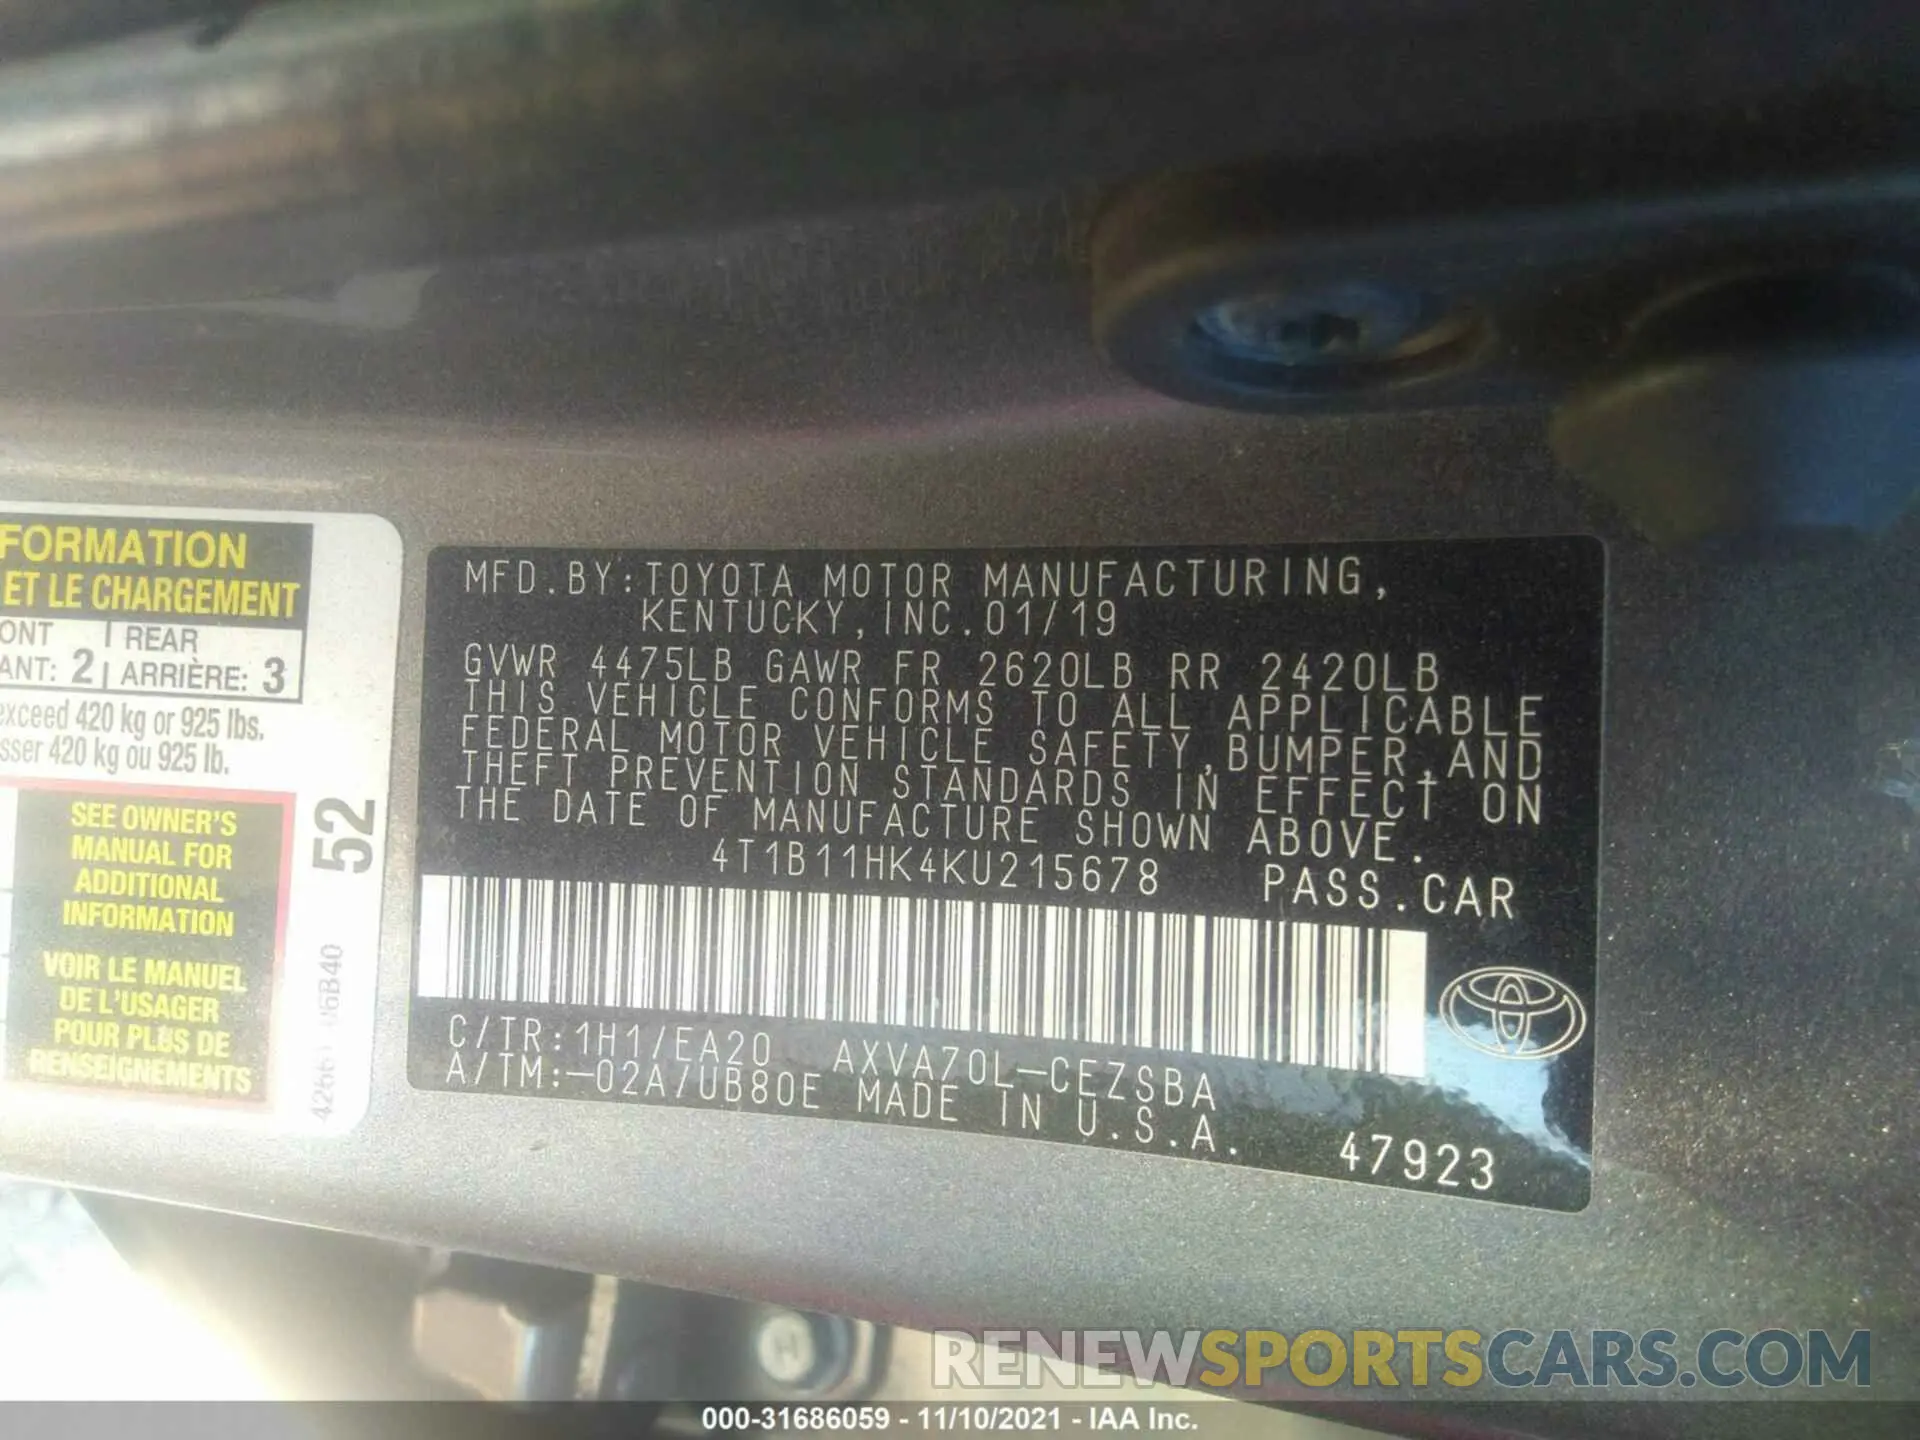 FORMATION
ET LE CHARGEMENT
ONT REAR
ANT: 2 ARRIÈRE: 3
exceed 420 kg or 925 lbs.
sser 420 kg ou 925 lb.
SEE OWNER'S
MANUAL FOR
ADDITIONAL
INFORMATION
VOIR LE MANUEL
DE L'USAGER
POUR PLUS DE
RENSEIGNEMENTS
52
06B40
MFD.BY:TOYOTA MOTOR MANUFACTURING,
KENTUCKY,INC.01/19
GVWR 4475LB GAWR FR 2620LB RR 2420LB
THIS VEHICLE CONFORMS TO ALL APPLICABLE
FEDERAL MOTOR VEHICLE SAFETY,BUMPER,AND
THEFT PREVENTION STANDARDS IN EFFECT ON
THE DATE OF MANUFACTURE SHOWN ABOVE.
4T1B11HK4KU215678 PASS.CAR
C/TR:1H1/EA20 AXVA70L-CEZSBA
A/TM:-02A/UB80E MADE IN U.S.A.
47923
RENEWSPORTSCARS.COM
000-31686059 - 11/10/2021 - IAA Inc.